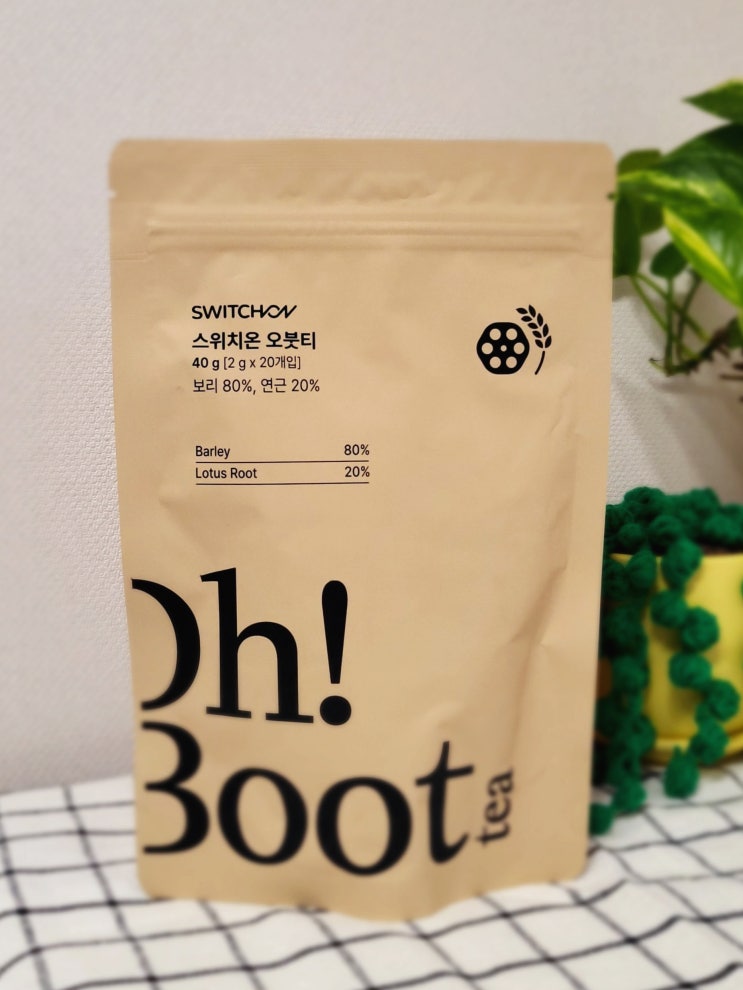 SWITCHON
스위치온 오붓티
40 g [2 g x 20개입]
보리 80%, 연근 20%
Barley 80%
Lotus Root 20%
Oh!
Boot
tea